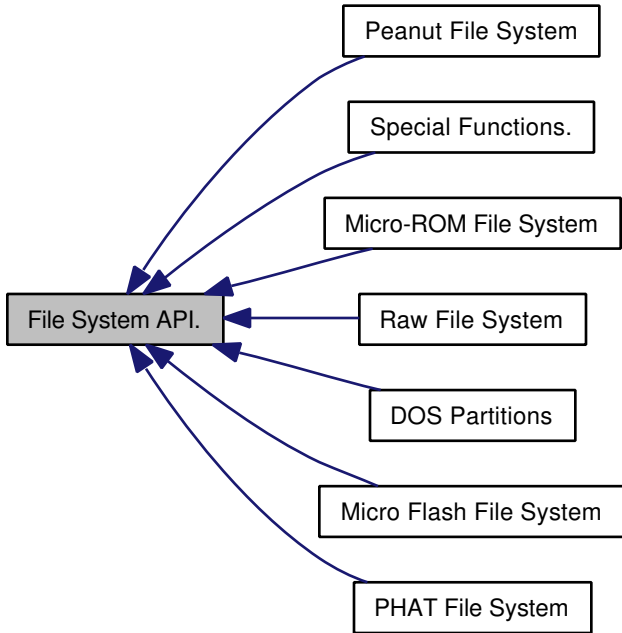 Peanut File System
Special Functions.
Micro-ROM File System
File System API.
Raw File System
DOS Partitions
Micro Flash File System
PHAT File System